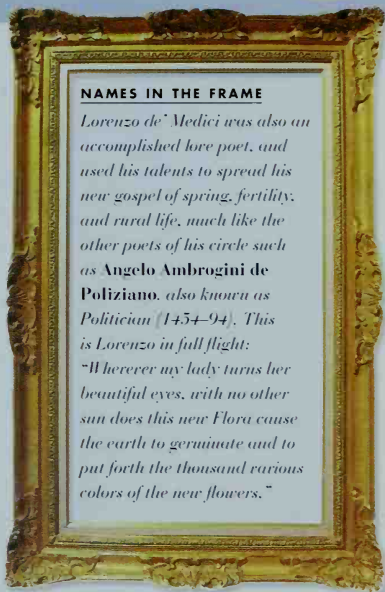 NAMES IN THE FRAME
Lorenzo de' Medici was also an
accomplished love poet, and
used his talents to spread his
new gospel of spring, fertility,
and rural life, much like the
other poets of his circle such
as Angelo Ambrogini de
Poliziano, also known as
Politician (1454–94). This
is Lorenzo in full flight:
"Wherever my lady turns her
beautiful eyes, with no other
sun does this new Flora cause
the earth to germinate and to
put forth the thousand various
colors of the new flowers."